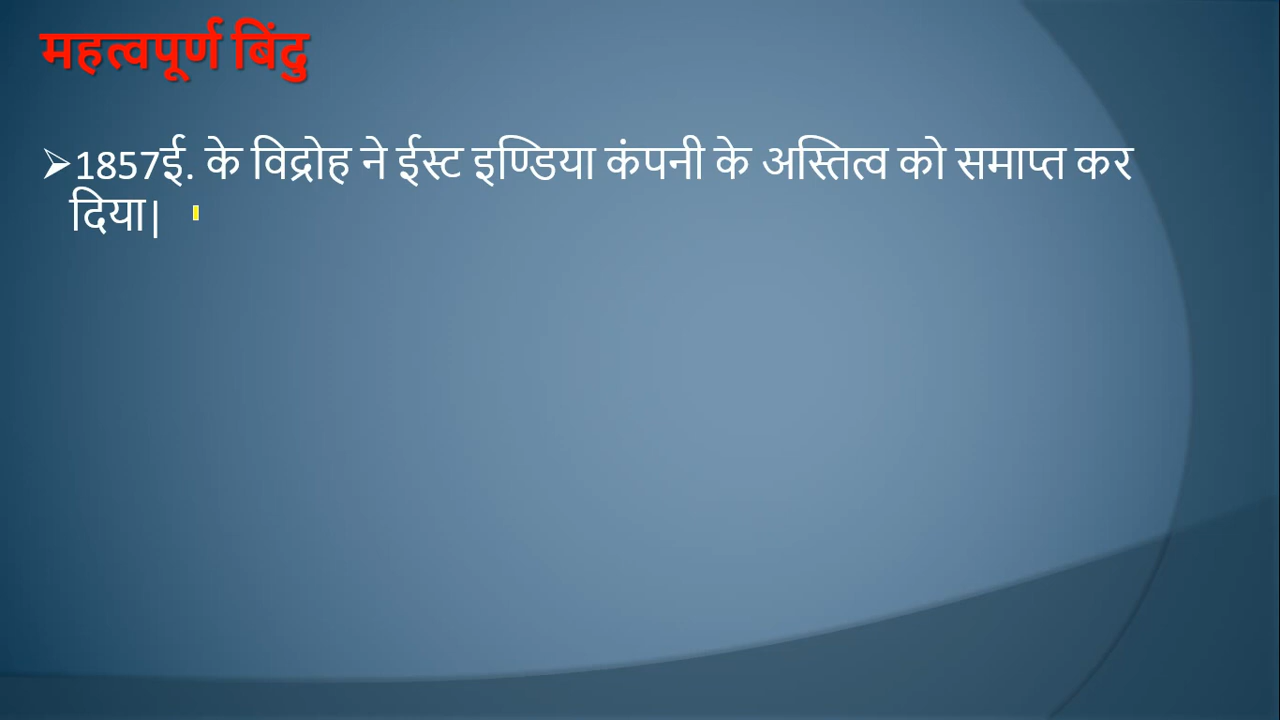 महत्वपूर्ण बिंदु
➢1857ई. के विद्रोह ने ईस्ट इण्डिया कंपनी के अस्तित्व को समाप्त कर
दिया|